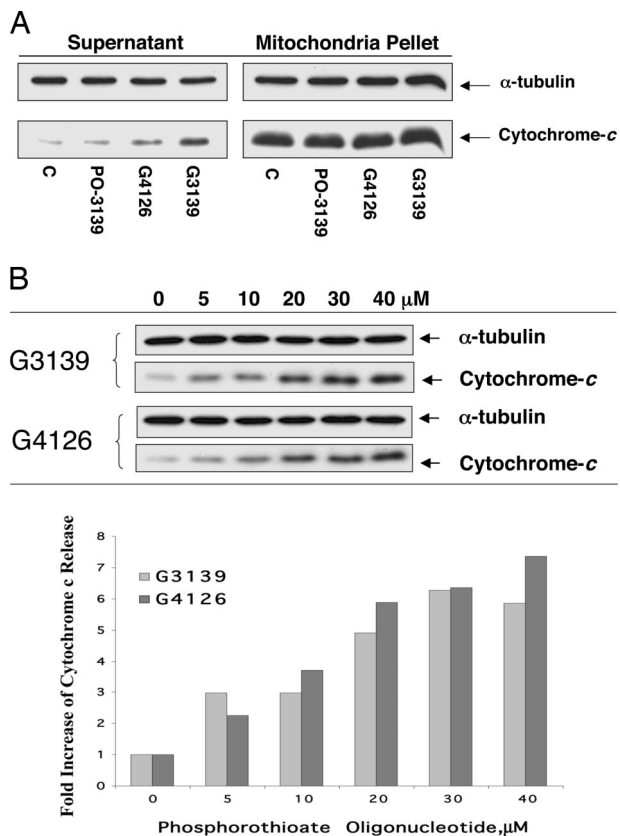 A
Supernatant Mitochondria Pellet
α-tubulin
Cytochrome-c
C PO-3139 G4126 G3139 C PO-3139 G4126 G3139
B
0 5 10 20 30 40 μM
G3139
α-tubulin
Cytochrome-c
G4126
α-tubulin
Cytochrome-c
Fold Increase of Cytochrome c Release
8
7
6
5
4
3
2
1
0
G3139
G4126
0 5 10 20 30 40
Phosphorothioate Oligonucleotide,μM